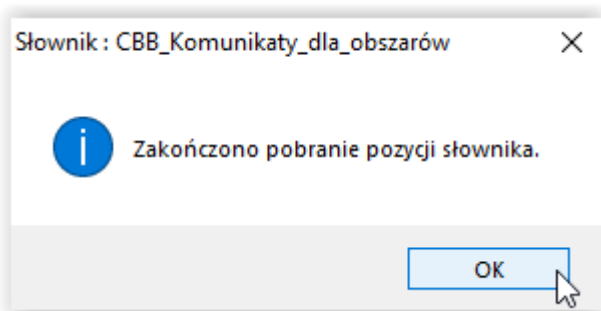 Słownik : CBB_Komunikaty_dla_obszarów
Zakończono pobranie pozycji słownika.
OK